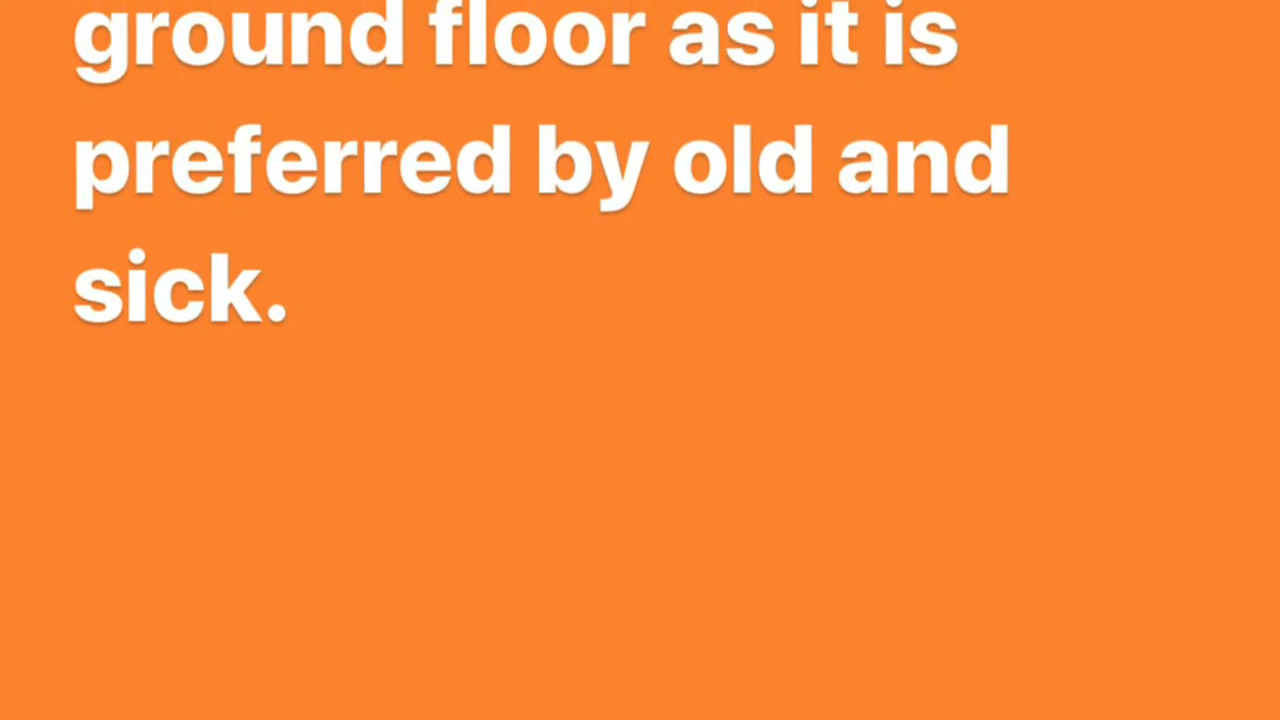 ground floor as it is
preferred by old and
sick.